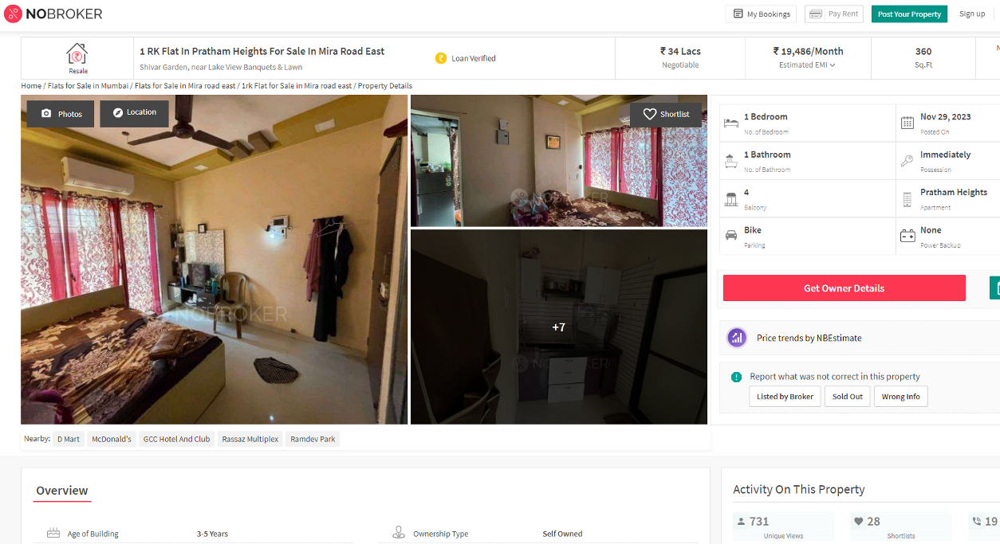 NOBROKER
My Bookings
Pay Rent
Post Your Property
Sign up
Resale
1 RK Flat In Pratham Heights For Sale In Mira Road East
Shivar Garden, near Lake View Banquets & Lawn
Loan Verified
₹ 34 Lacs
Negotiable
₹ 19,486/Month
Estimated EMI
360
Sq.Ft
Home / Flats for Sale in Mumbai / Flats for Sale in Mira road east / 1rk Flat for Sale in Mira road east / Property Details
Photos
Location
Shortlist
NOBROKER
NOBROKER
NOBROKER
+7
1 Bedroom
No. of Bedroom
Nov 29, 2023
Posted On
1 Bathroom
No. of Bathroom
Immediately
Possession
4
Balcony
Pratham Heights
Apartment
Bike
Parking
None
Power Backup
Get Owner Details
Price trends by NBEstimate
Report what was not correct in this property
Listed by Broker
Sold Out
Wrong Info
Nearby: D Mart McDonald's GCC Hotel And Club Rassaz Multiplex Ramdev Park
Overview
Age of Building 3-5 Years
Ownership Type Self Owned
Activity On This Property
731
Unique Views
28
Shortlists
19